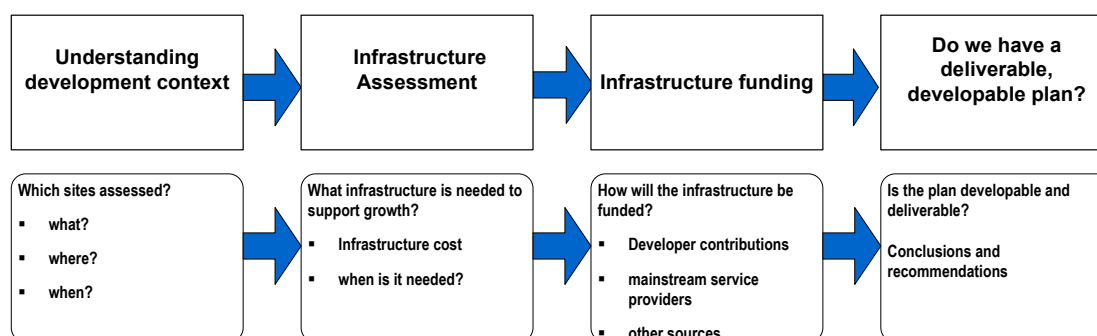 Understanding
development context
Infrastructure
Assessment
Infrastructure funding
Do we have a
deliverable,
developable plan?
Which sites assessed?
▪ what?
▪ where?
▪ when?
What infrastructure is needed to
support growth?
▪ Infrastructure cost
▪ when is it needed?
How will the infrastructure be
funded?
▪ Developer contributions
▪ mainstream service
providers
▪ other sources
Is the plan developable and
deliverable?
Conclusions and
recommendations